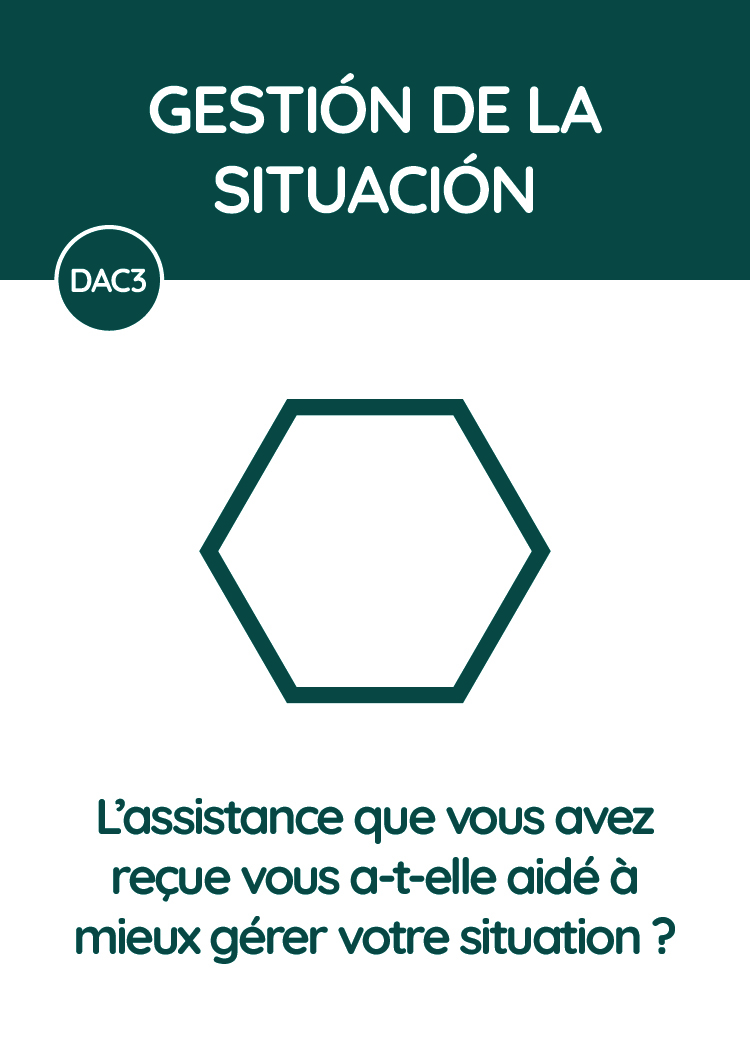 GESTIÓN DE LA
SITUACIÓN
DAC3
L’assistance que vous avez
reçue vous a-t-elle aidé à
mieux gérer votre situation ?